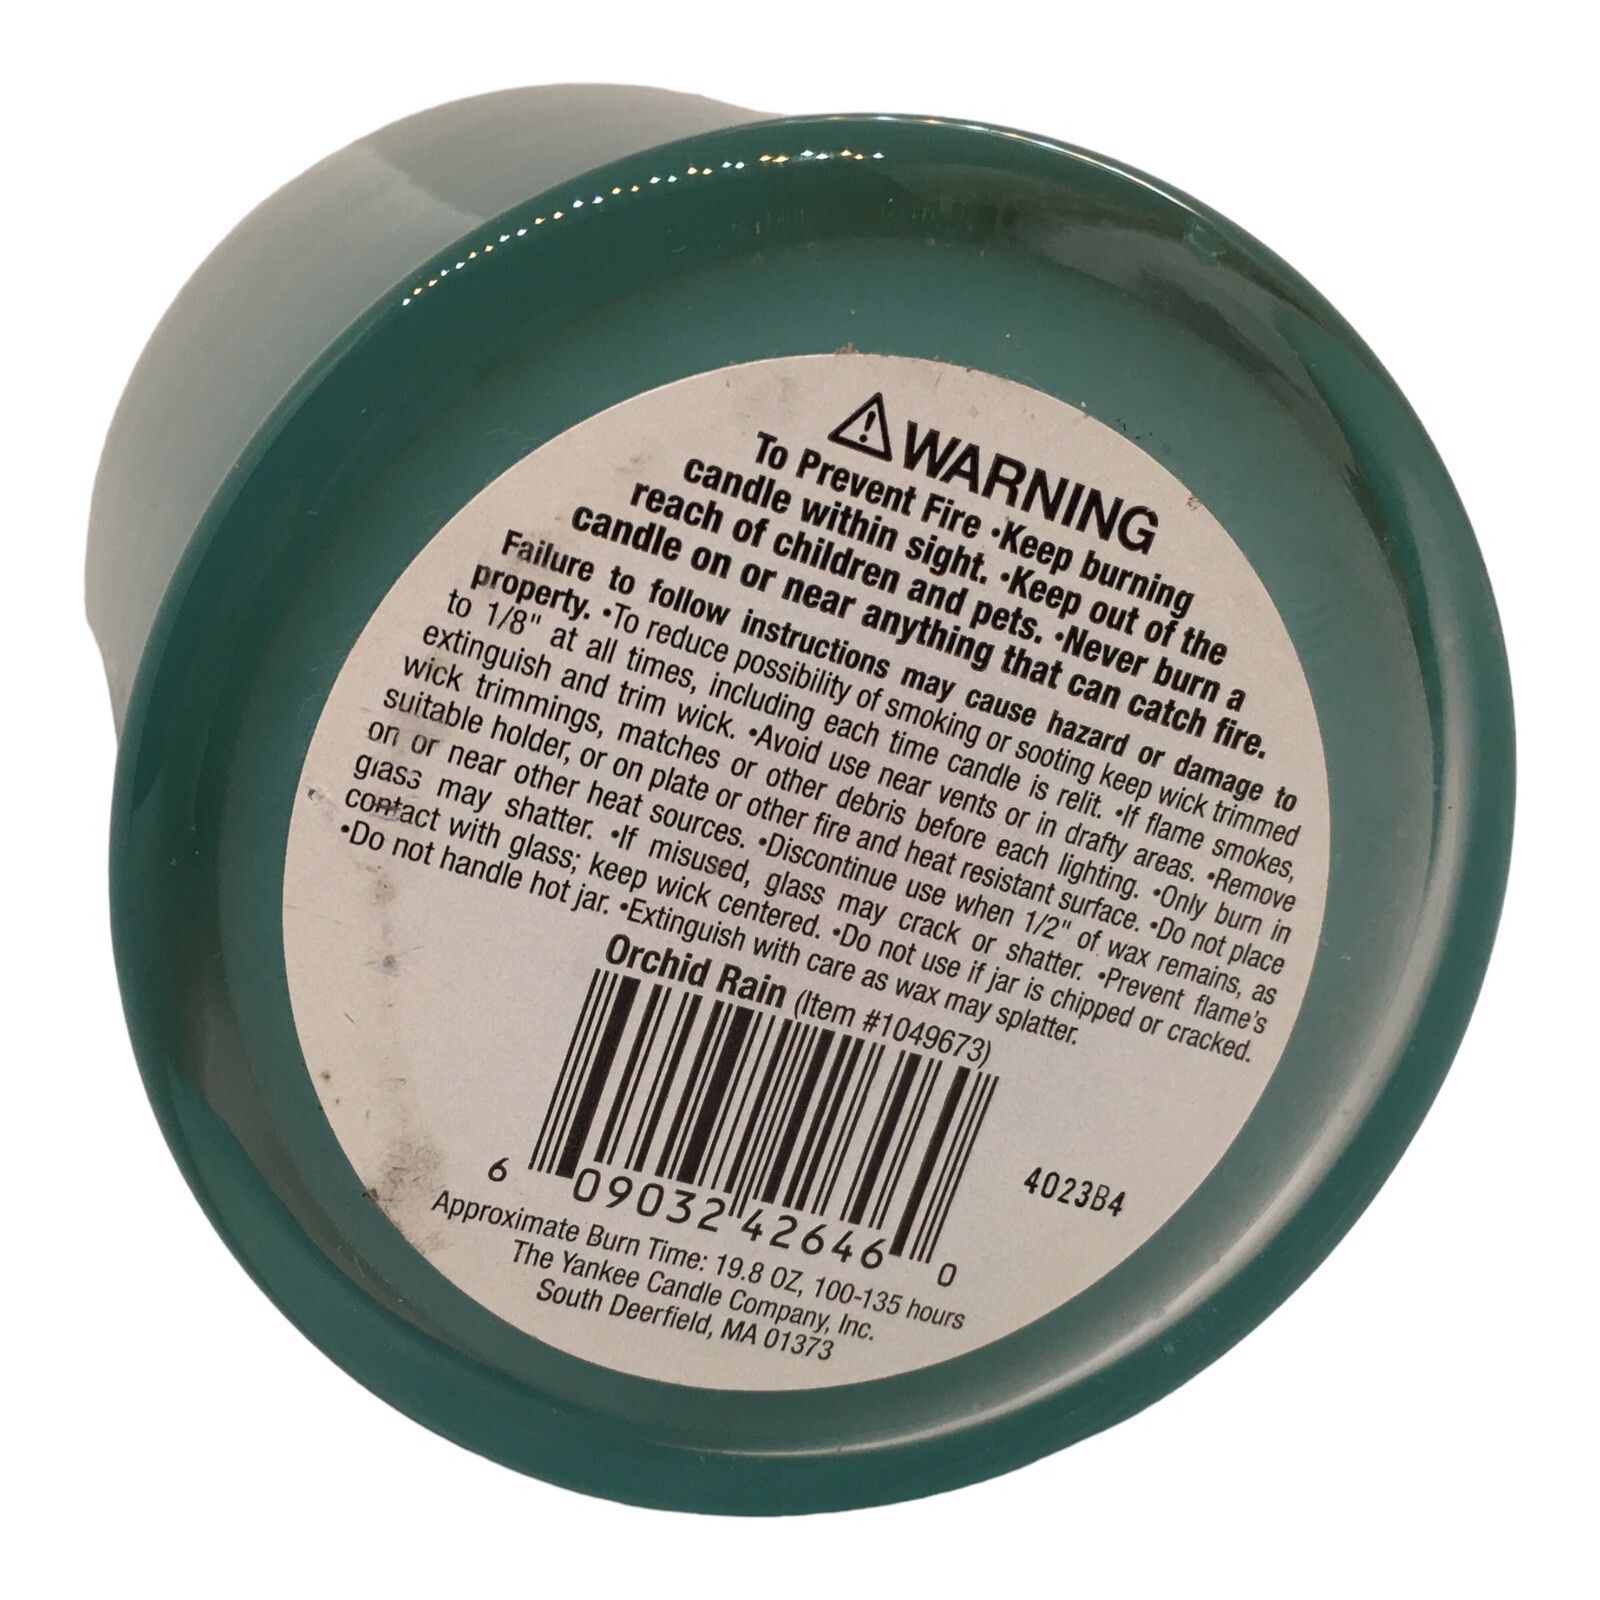 ⚠WARNING
To Prevent Fire •Keep burning
candle within sight. •Keep out of the
reach of children and pets. •Never burn a
candle on or near anything that can catch fire.
Failure to follow instructions may cause hazard or damage to
property. •To reduce possibility of smoking or sooting keep wick trimmed
to 1/8" at all times, including each time candle is relit. •If flame smokes,
extinguish and trim wick. •Avoid use near vents or in drafty areas. •Remove
wick trimmings, matches or other debris before each lighting. •Only burn in
suitable holder, or on plate or other fire and heat resistant surface. •Do not place
on or near other heat sources. •Discontinue use when 1/2" of wax remains, as
glass may shatter. •If misused, glass may crack or shatter. •Prevent flame's
contact with glass; keep wick centered. •Do not use if jar is chipped or cracked.
•Do not handle hot jar. •Extinguish with care as wax may splatter.
Orchid Rain (Item #1049673)
6 09032 42646 0
4023B4
Approximate Burn Time: 19.8 OZ, 100-135 hours
The Yankee Candle Company, Inc.
South Deerfield, MA 01373